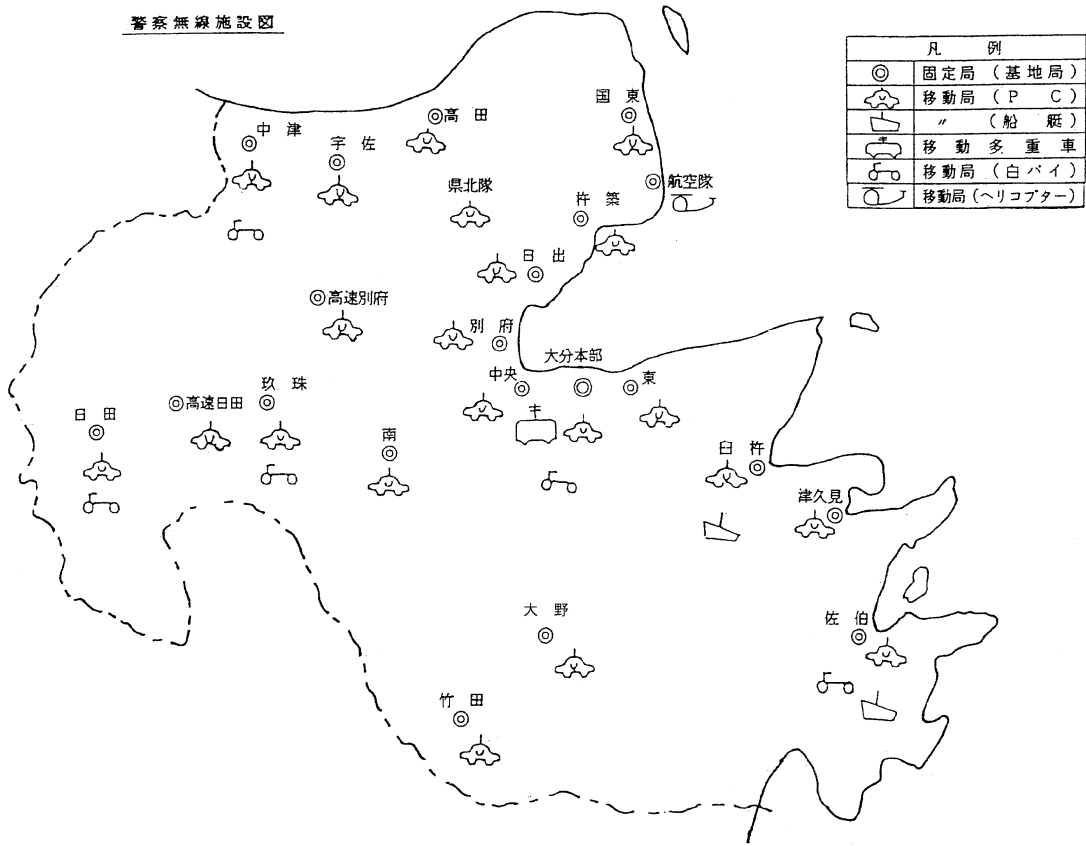 警察無線施設図
凡例
固定局（基地局）
移動局（PC）
〃（船艇）
移動多重車
移動局（白バイ）
移動局（ヘリコプター）
国東
高田
中津
宇佐
航空隊
県北隊
杵築
日出
高速別府
別府
大分本部
中央
東
玖珠
高速日田
日田
南
臼杵
津久見
大野
佐伯
竹田